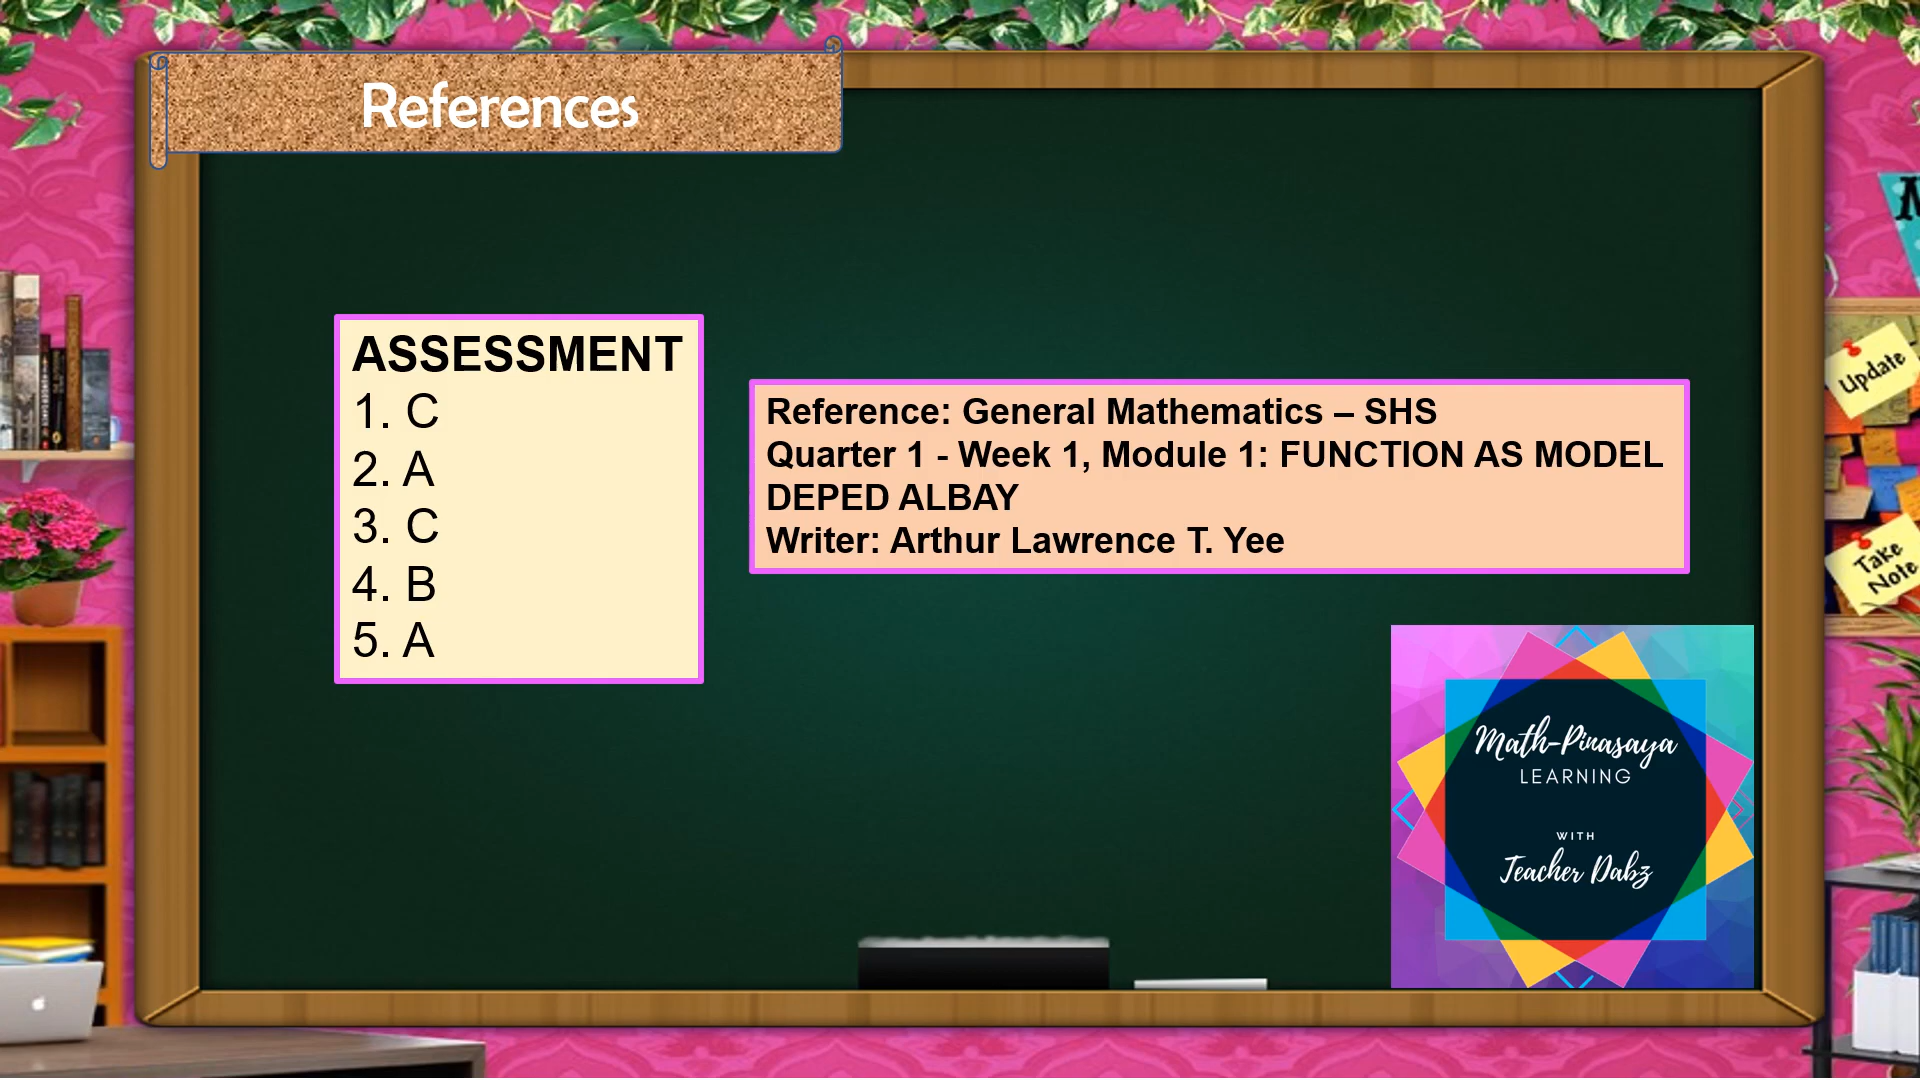 References
ASSESSMENT
1. C
2. A
3. C
4. B
5. A
Reference: General Mathematics – SHS
Quarter 1 - Week 1, Module 1: FUNCTION AS MODEL
DEPED ALBAY
Writer: Arthur Lawrence T. Yee
Update
Take
Note
Math-Pinasaya
LEARNING
WITH
Teacher Dabz